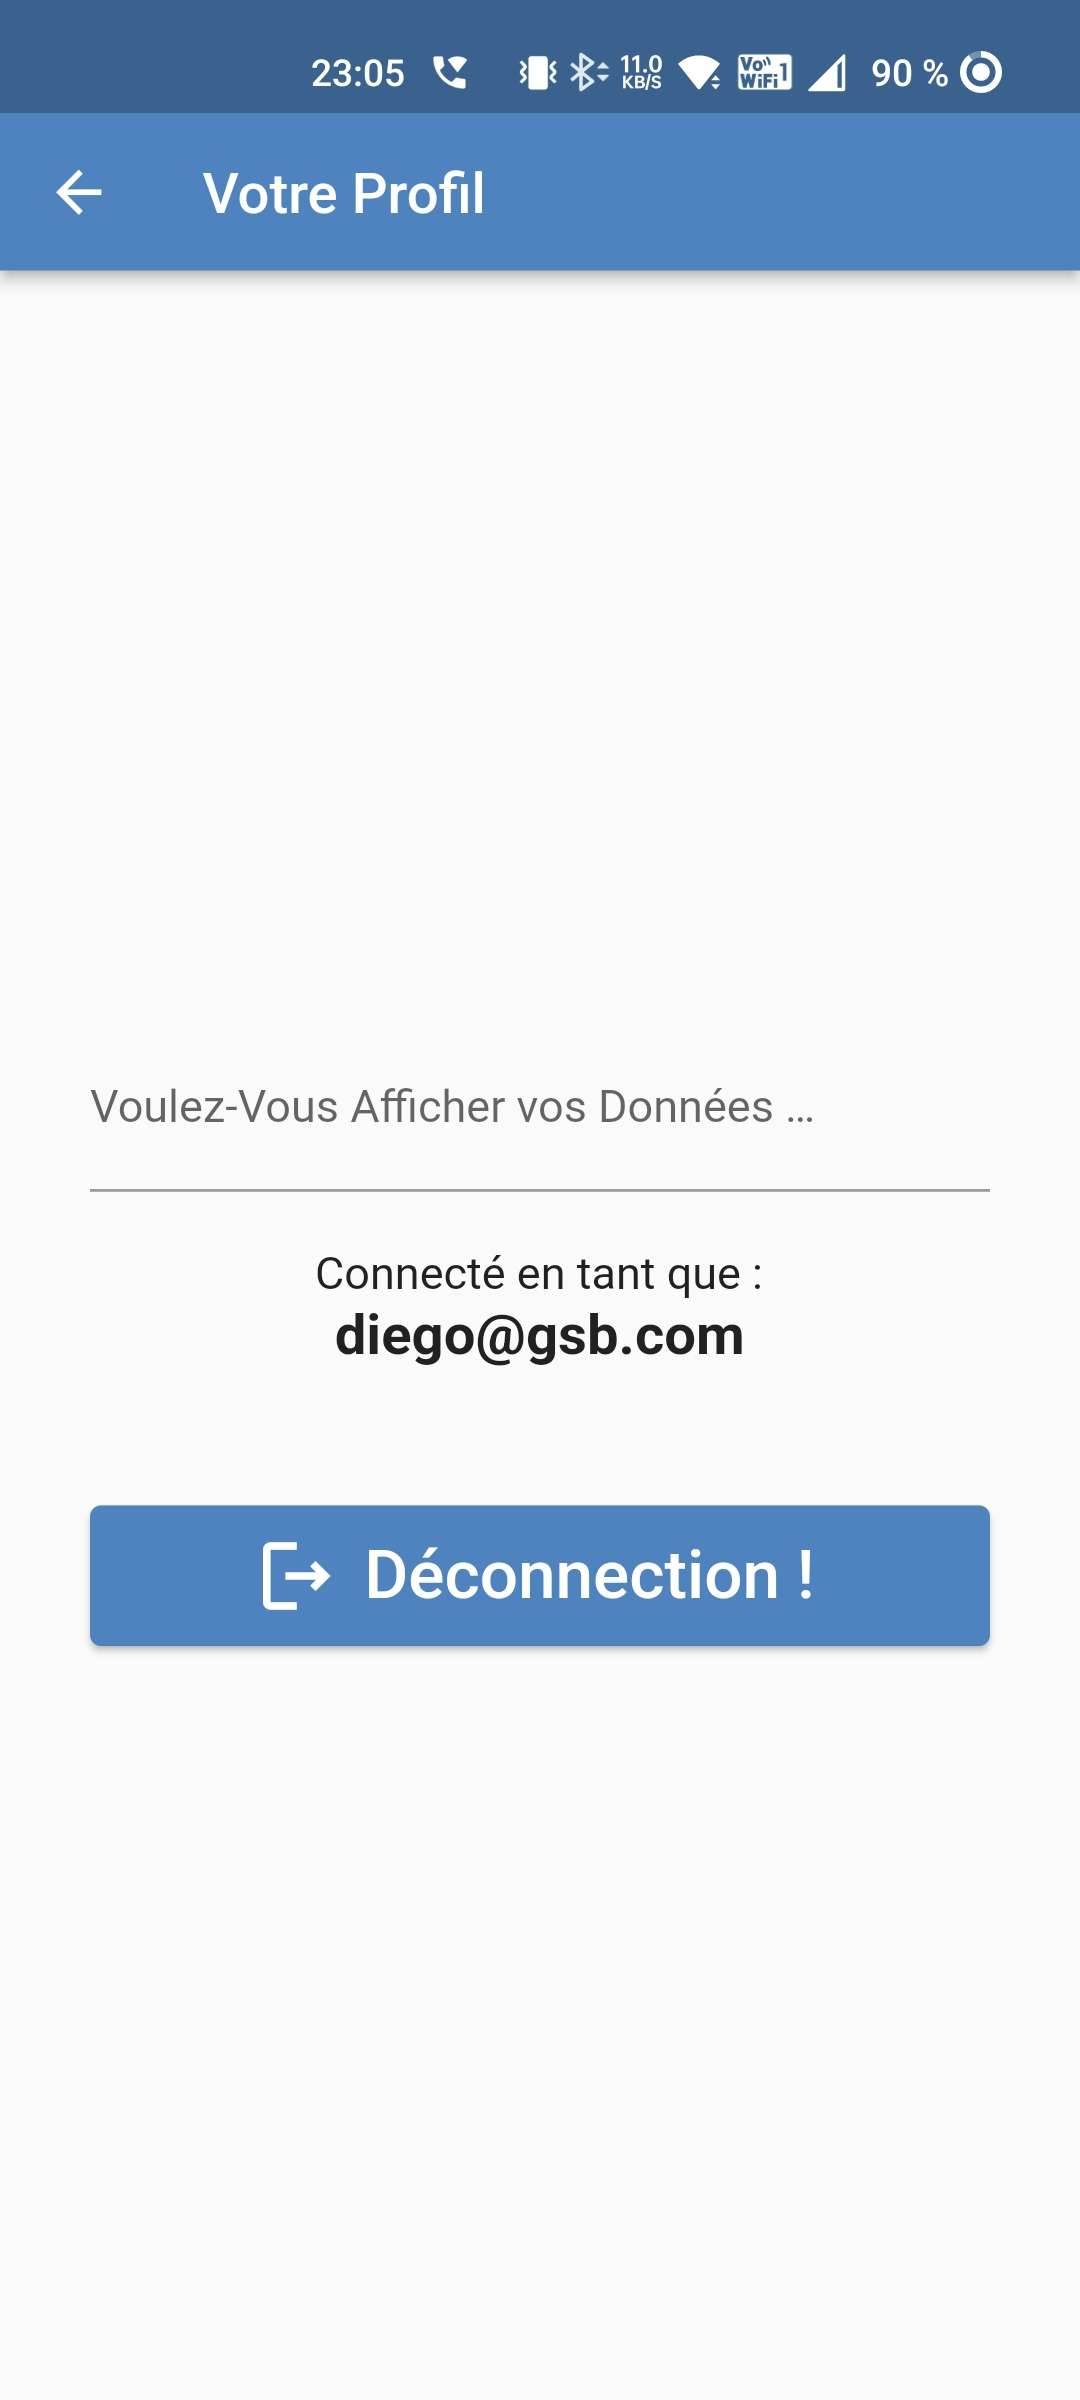 23:05 11.0 KB/S Vo WiFi 1 90 %
Votre Profil
Voulez-Vous Afficher vos Données ...
Connecté en tant que :
diego@gsb.com
Déconnection !